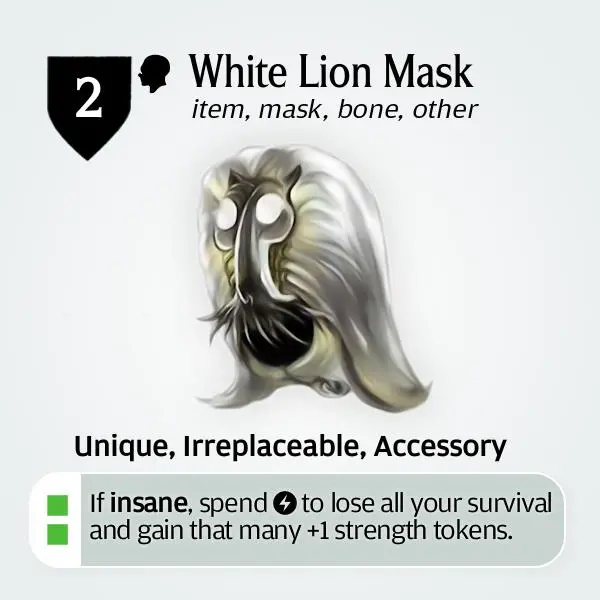 2
White Lion Mask
item, mask, bone, other
Unique, Irreplaceable, Accessory
If insane, spend to lose all your survival
and gain that many +1 strength tokens.